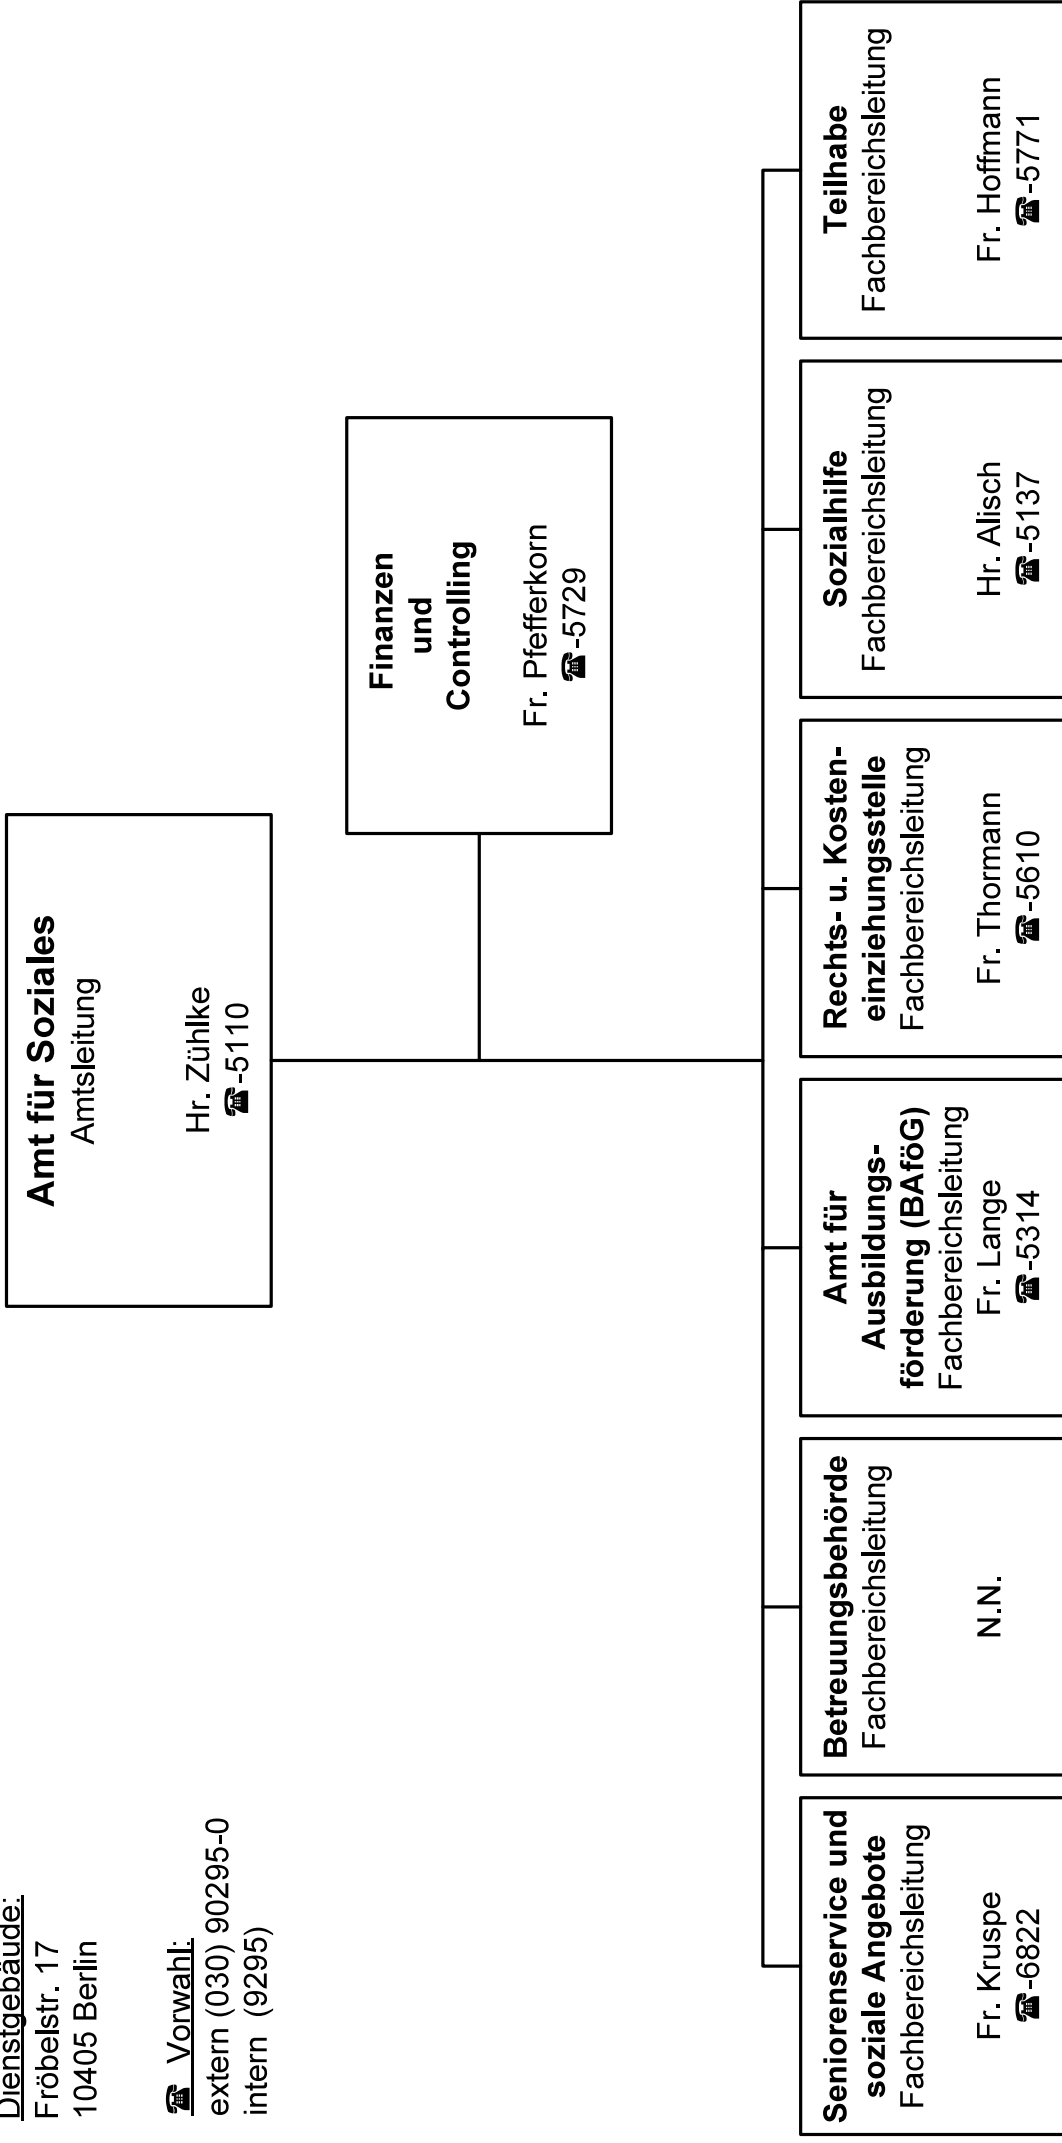 Dienstgebäude:
Fröbelstr. 17
10405 Berlin
☎ Vorwahl:
extern (030) 90295-0
intern (9295)
Amt für Soziales
Amtsleitung
Hr. Zühlke
☎-5110
Finanzen
und
Controlling
Fr. Pfefferkorn
☎-5729
Seniorenservice und
soziale Angebote
Fachbereichsleitung
Fr. Kruspe
☎-6822
Betreuungsbehörde
Fachbereichsleitung
N.N.
Amt für
Ausbildungs-
förderung (BAföG)
Fachbereichsleitung
Fr. Lange
☎-5314
Rechts- u. Kosten-
einziehungsstelle
Fachbereichsleitung
Fr. Thormann
☎-5610
Sozialhilfe
Fachbereichsleitung
Hr. Alisch
☎-5137
Teilhabe
Fachbereichsleitung
Fr. Hoffmann
☎-5771